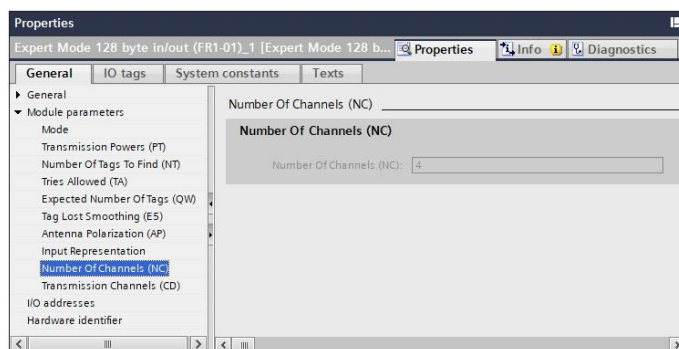 Properties
Expert Mode 128 byte in/out (FR1-01)_1 [Expert Mode 128 b...
Properties
Info
Diagnostics
General
IO tags
System constants
Texts
General
Module parameters
Mode
Transmission Powers (PT)
Number Of Tags To Find (NT)
Tries Allowed (TA)
Expected Number Of Tags (QW)
Tag Lost Smoothing (E5)
Antenna Polarization (AP)
Input Representation
Number Of Channels (NC)
Transmission Channels (CD)
I/O addresses
Hardware identifier
Number Of Channels (NC)
Number Of Channels (NC)
Number Of Channels (NC): 4